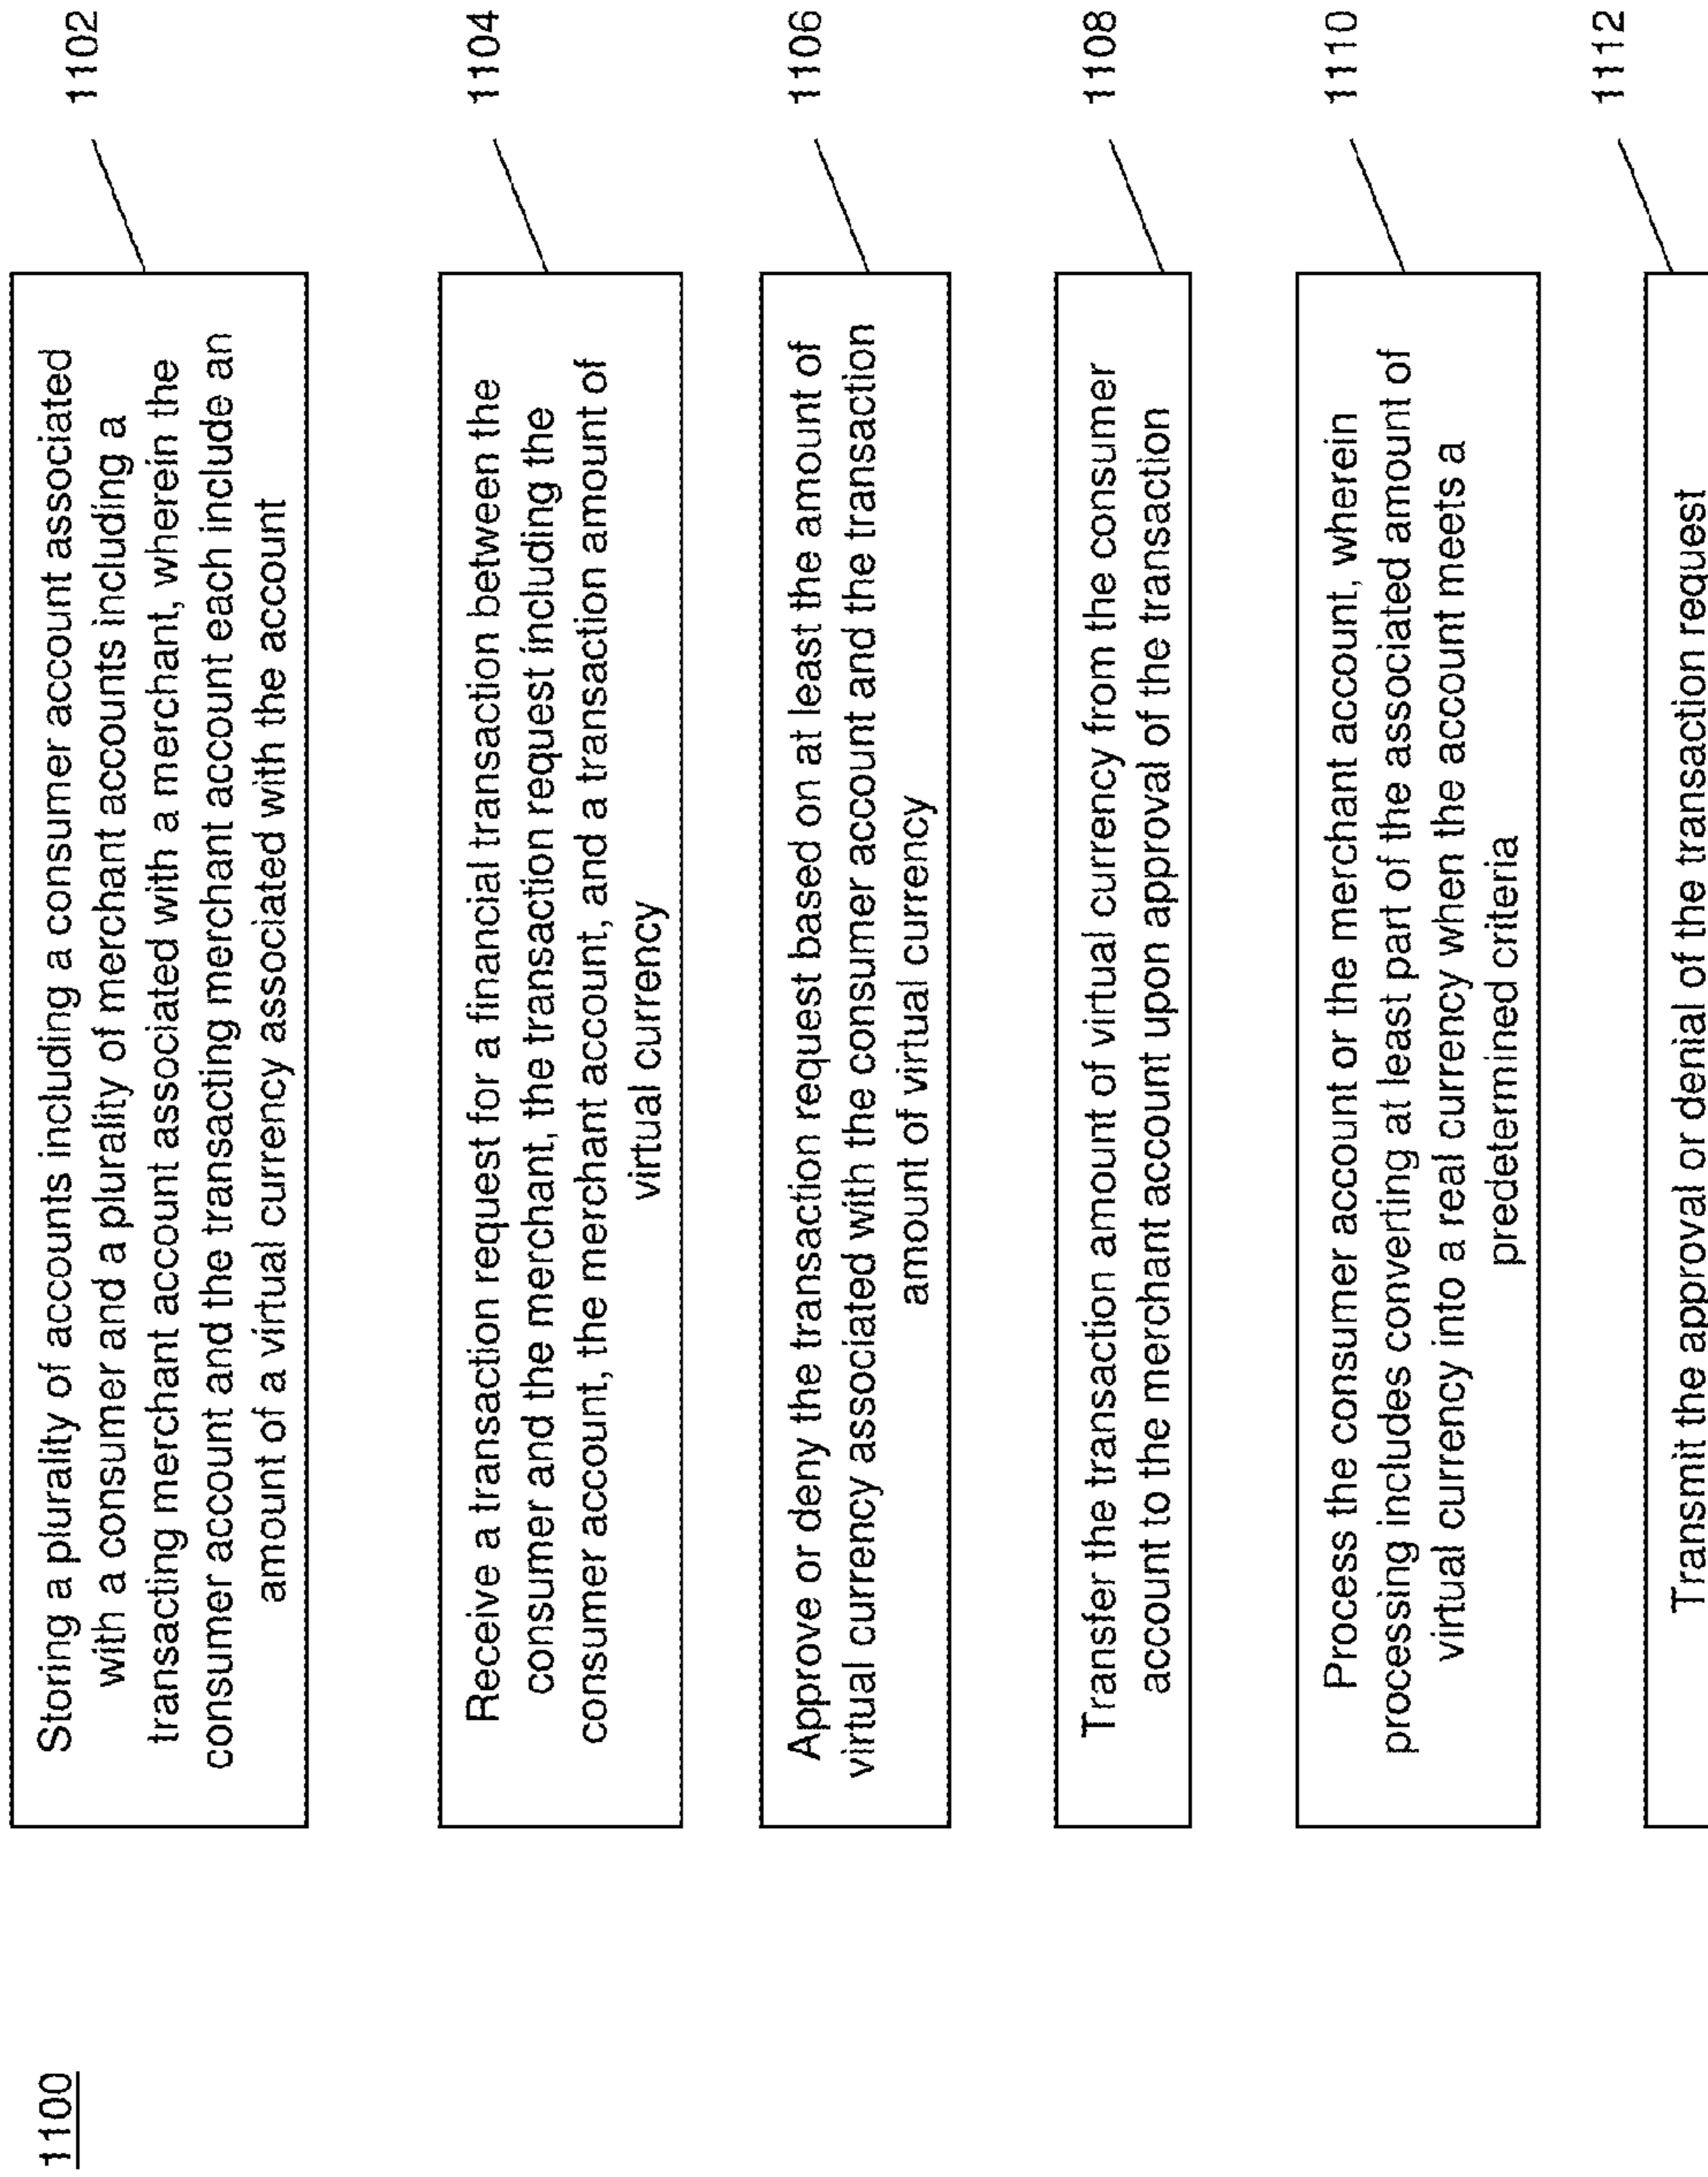 1100
Storing a plurality of accounts including a consumer account associated
with a consumer and a plurality of merchant accounts including a
transacting merchant account associated with a merchant, wherein the
consumer account and the transacting merchant account each include an
amount of a virtual currency associated with the account
1102
Receive a transaction request for a financial transaction between the
consumer and the merchant, the transaction request including the
consumer account, the merchant account, and a transaction amount of
virtual currency
1104
Approve or deny the transaction request based on at least the amount of
virtual currency associated with the consumer account and the transaction
amount of virtual currency
1106
Transfer the transaction amount of virtual currency from the consumer
account to the merchant account upon approval of the transaction
1108
Process the consumer account or the merchant account, wherein
processing includes converting at least part of the associated amount of
virtual currency into a real currency when the account meets a
predetermined criteria
1110
Transmit the approval or denial of the transaction request
1112